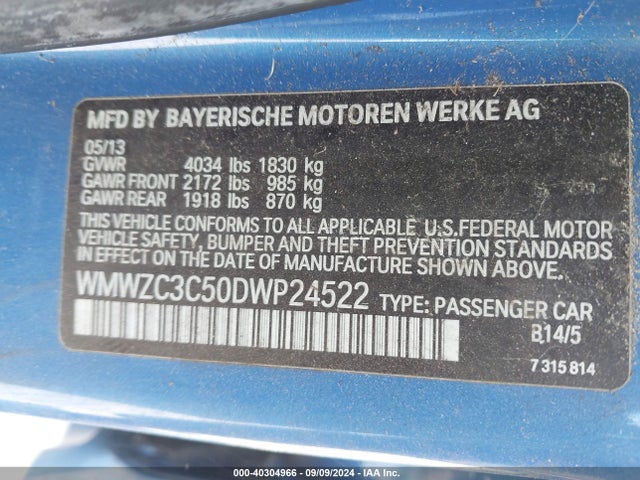 MFD BY BAYERISCHE MOTOREN WERKE AG
05/13
GVWR 4034 lbs 1830 kg
GAWR FRONT 2172 lbs 985 kg
GAWR REAR 1918 lbs 870 kg
THIS VEHICLE CONFORMS TO ALL APPLICABLE U.S.FEDERAL MOTOR
VEHICLE SAFETY, BUMPER AND THEFT PREVENTION STANDARDS
IN EFFECT ON THE DATE OF MANUFACTURE SHOWN ABOVE.
WMWZC3C50DWP24522 TYPE: PASSENGER CAR
B14/5
7 315 814
000-40304966 - 09/09/2024 - IAA Inc.